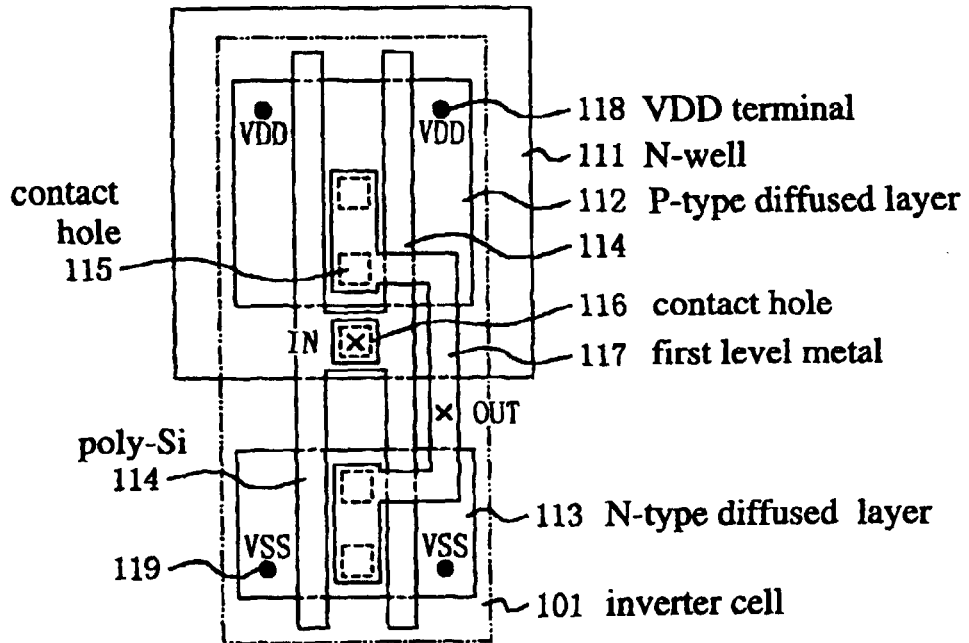 VDD
VDD
118 VDD terminal
111 N-well
112 P-type diffused layer
114
contact
hole
115
116 contact hole
IN
117 first level metal
OUT
poly-Si
114
113 N-type diffused layer
VSS
VSS
119
101 inverter cell